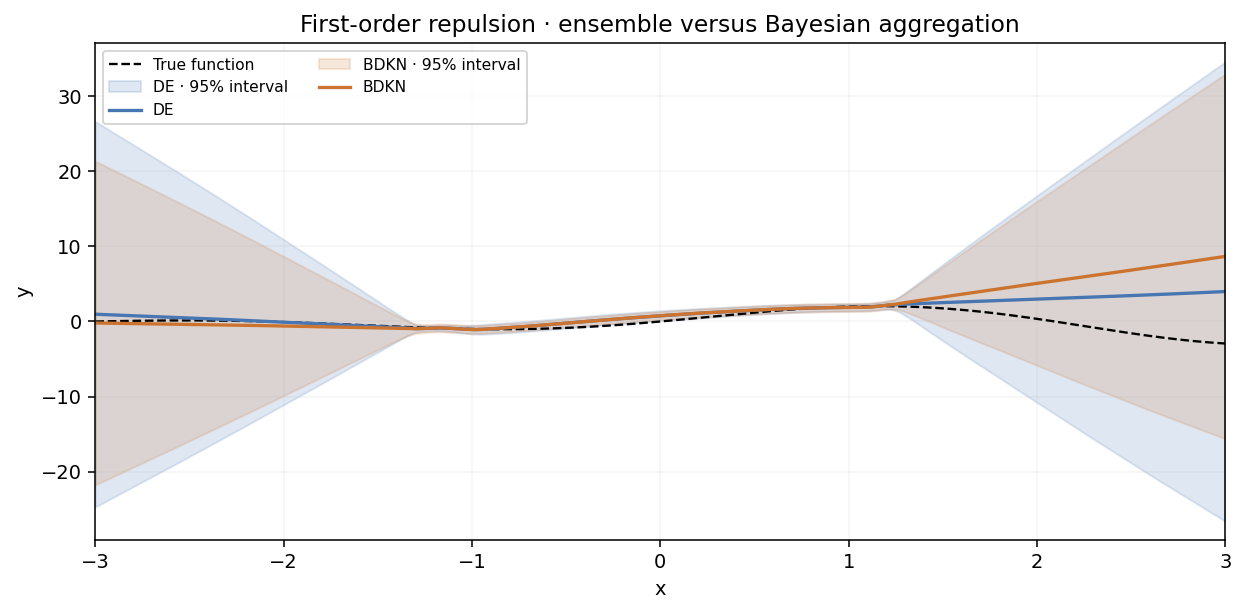 First-order repulsion · ensemble versus Bayesian aggregation
True function
DE · 95% interval
DE
BDKN · 95% interval
BDKN
30
20
10
0
−10
−20
y
−3
−2
−1
0
1
2
3
x